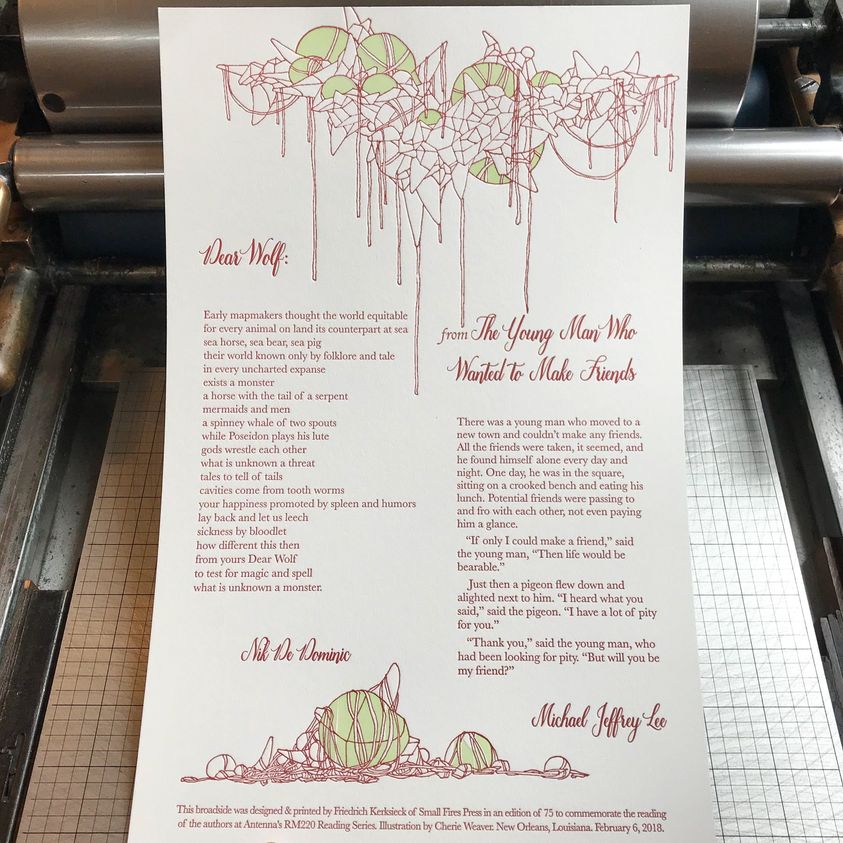 Dear Wolf:
Early mapmakers thought the world equitable
for every animal on land its counterpart at sea
sea horse, sea bear, sea pig
their world known only by folklore and tale
in every uncharted expanse
exists a monster
a horse with the tail of a serpent
mermaids and men
a spinney whale of two spouts
while Poseidon plays his lute
gods wrestle each other
what is unknown a threat
tales to tell of tails
cavities come from tooth worms
your happiness promoted by spleen and humors
lay back and let us leech
sickness by bloodlet
how different this then
from yours Dear Wolf
to test for magic and spell
what is unknown a monster.
Nik De Dominic
from The Young Man Who
Wanted to Make Friends
There was a young man who moved to a
new town and couldn't make any friends.
All the friends were taken, it seemed, and
he found himself alone every day and
night. One day, he was in the square,
sitting on a crooked bench and eating his
lunch. Potential friends were passing to
and fro with each other, not even paying
him a glance.
“If only I could make a friend,” said
the young man, “Then life would be
bearable.”
Just then a pigeon flew down and
alighted next to him. “I heard what you
said,” said the pigeon. “I have a lot of pity
for you.”
“Thank you,” said the young man, who
had been looking for pity. “But will you be
my friend?”
Michael Jeffrey Lee
This broadside was designed & printed by Friedrich Kerksieck of Small Fires Press in an edition of 75 to commemorate the reading
of the authors at Antenna's RM220 Reading Series. Illustration by Cherie Weaver. New Orleans, Louisiana. February 6, 2018.